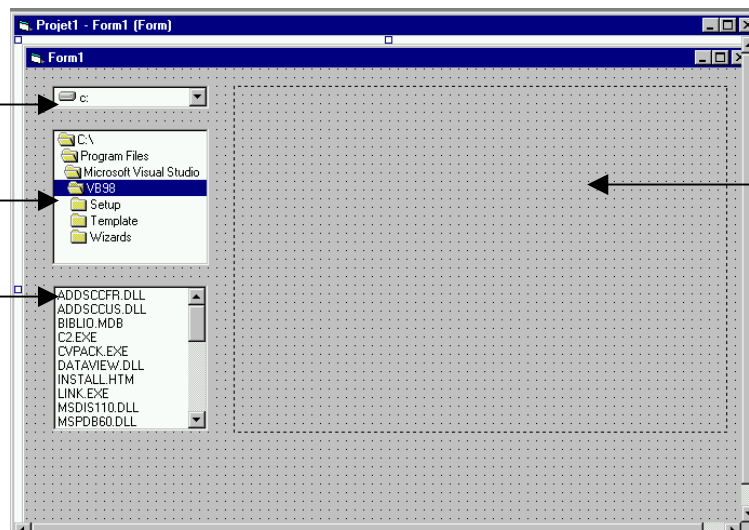 Projet1 - Form1 (Form)
Form1
c:
C:\
Program Files
Microsoft Visual Studio
VB98
Setup
Template
Wizards
ADDSCCFR.DLL
ADDSCCUS.DLL
BIBLIO.MDB
C2.EXE
CVPACK.EXE
DATAVIEW.DLL
INSTALL.HTM
LINK.EXE
MSDIS110.DLL
MSPDB60.DLL